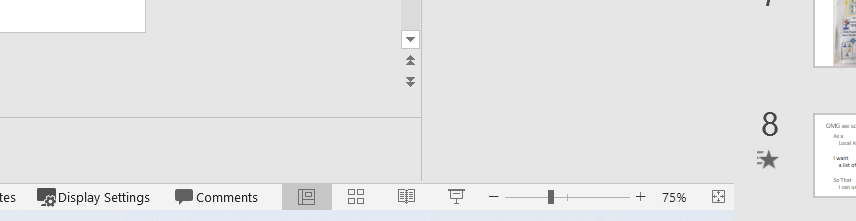 8
OMG we sc
As a
Local A
I want
a list of
So That
I can u
tes
Display Settings
Comments
75%